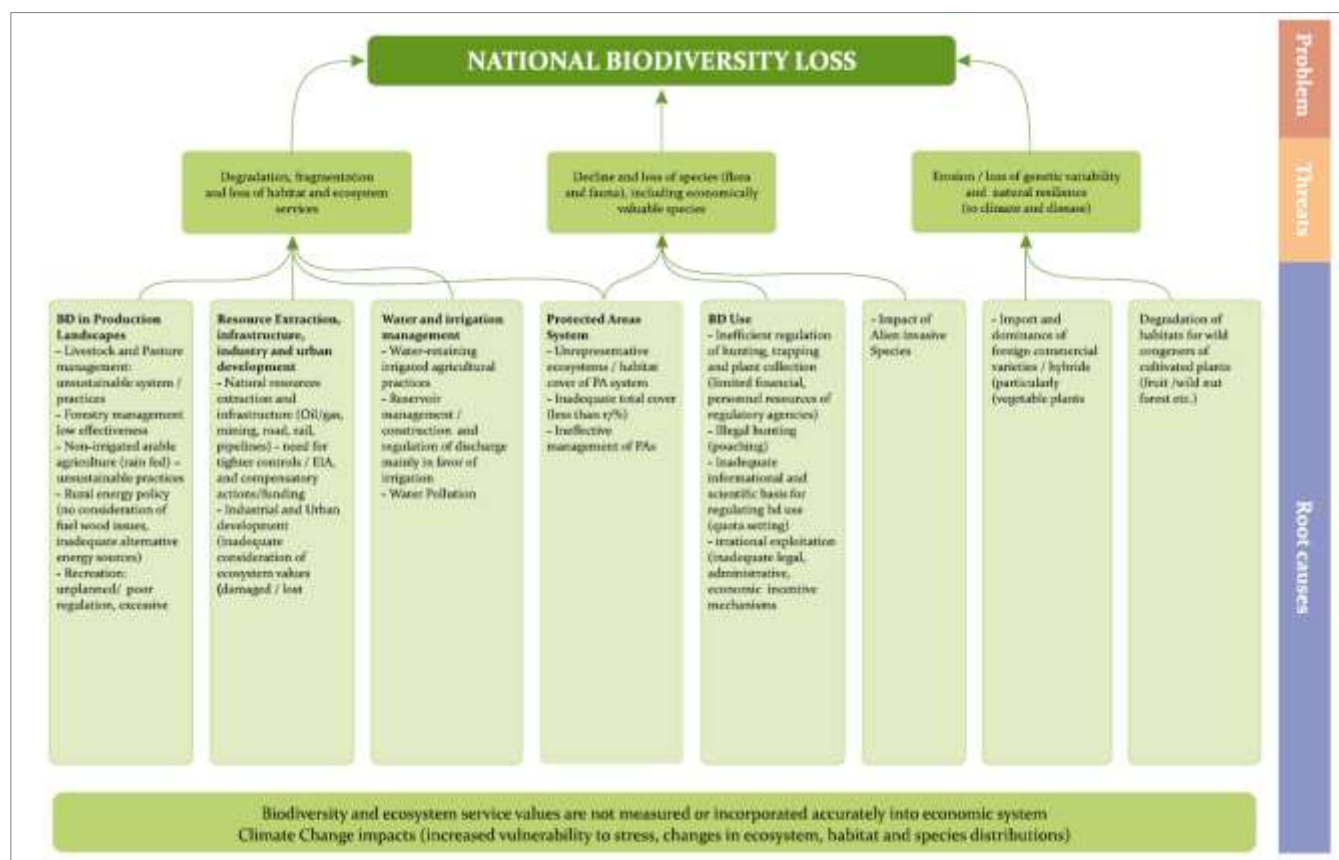 NATIONAL BIODIVERSITY LOSS
Problem
Degradation, fragmentation
and loss of habitat and ecosystem
services
Decline and loss of species (flora
and fauna), including economically
valuable species
Erosion / loss of genetic variability
and natural resilience
(to climate and disease)
Threats
BD in Production
Landscapes
– Livestock and Pasture
management:
unsustainable system /
practices
– Forestry management
low effectiveness
– Non-irrigated arable
agriculture (rain fed) –
unsustainable practices
– Rural energy policy
(no consideration of
fuel wood issues,
inadequate alternative
energy sources)
– Recreation:
unplanned/ poor
regulation, excessive
Resource Extraction,
infrastructure,
industry and urban
development
– Natural resources
extraction and
infrastructure (Oil/gas,
mining, road, rail,
pipelines) – need for
tighter controls / EIA,
and compensatory
actions/funding
– Industrial and Urban
development
(inadequate
consideration of
ecosystem values
(damaged / lost
Water and irrigation
management
– Water-retaining
irrigated agricultural
practices
– Reservoir
management /
construction and
regulation of discharge
mainly in favor of
irrigation
– Water Pollution
Protected Areas
System
– Unrepresentative
ecosystems / habitat
cover of PA system
– Inadequate total cover
(less than 17%)
– Ineffective
management of PAs
BD Use
– Inefficient regulation
of hunting, trapping
and plant collection
(limited financial,
personnel resources of
regulatory agencies)
– Illegal hunting
(poaching)
– Inadequate
informational and
scientific basis for
regulating bd use
(quota setting)
– irrational exploitation
(inadequate legal,
administrative,
economic incentive
mechanisms
– Impact of
Alien invasive
Species
– Import and
dominance of
foreign commercial
varieties / hybrids
(particularly
(vegetable plants
Degradation of
habitats for wild
congeners of
cultivated plants
(fruit /wild nut
forest etc.)
Root causes
Biodiversity and ecosystem service values are not measured or incorporated accurately into economic system
Climate Change impacts (increased vulnerability to stress, changes in ecosystem, habitat and species distributions)